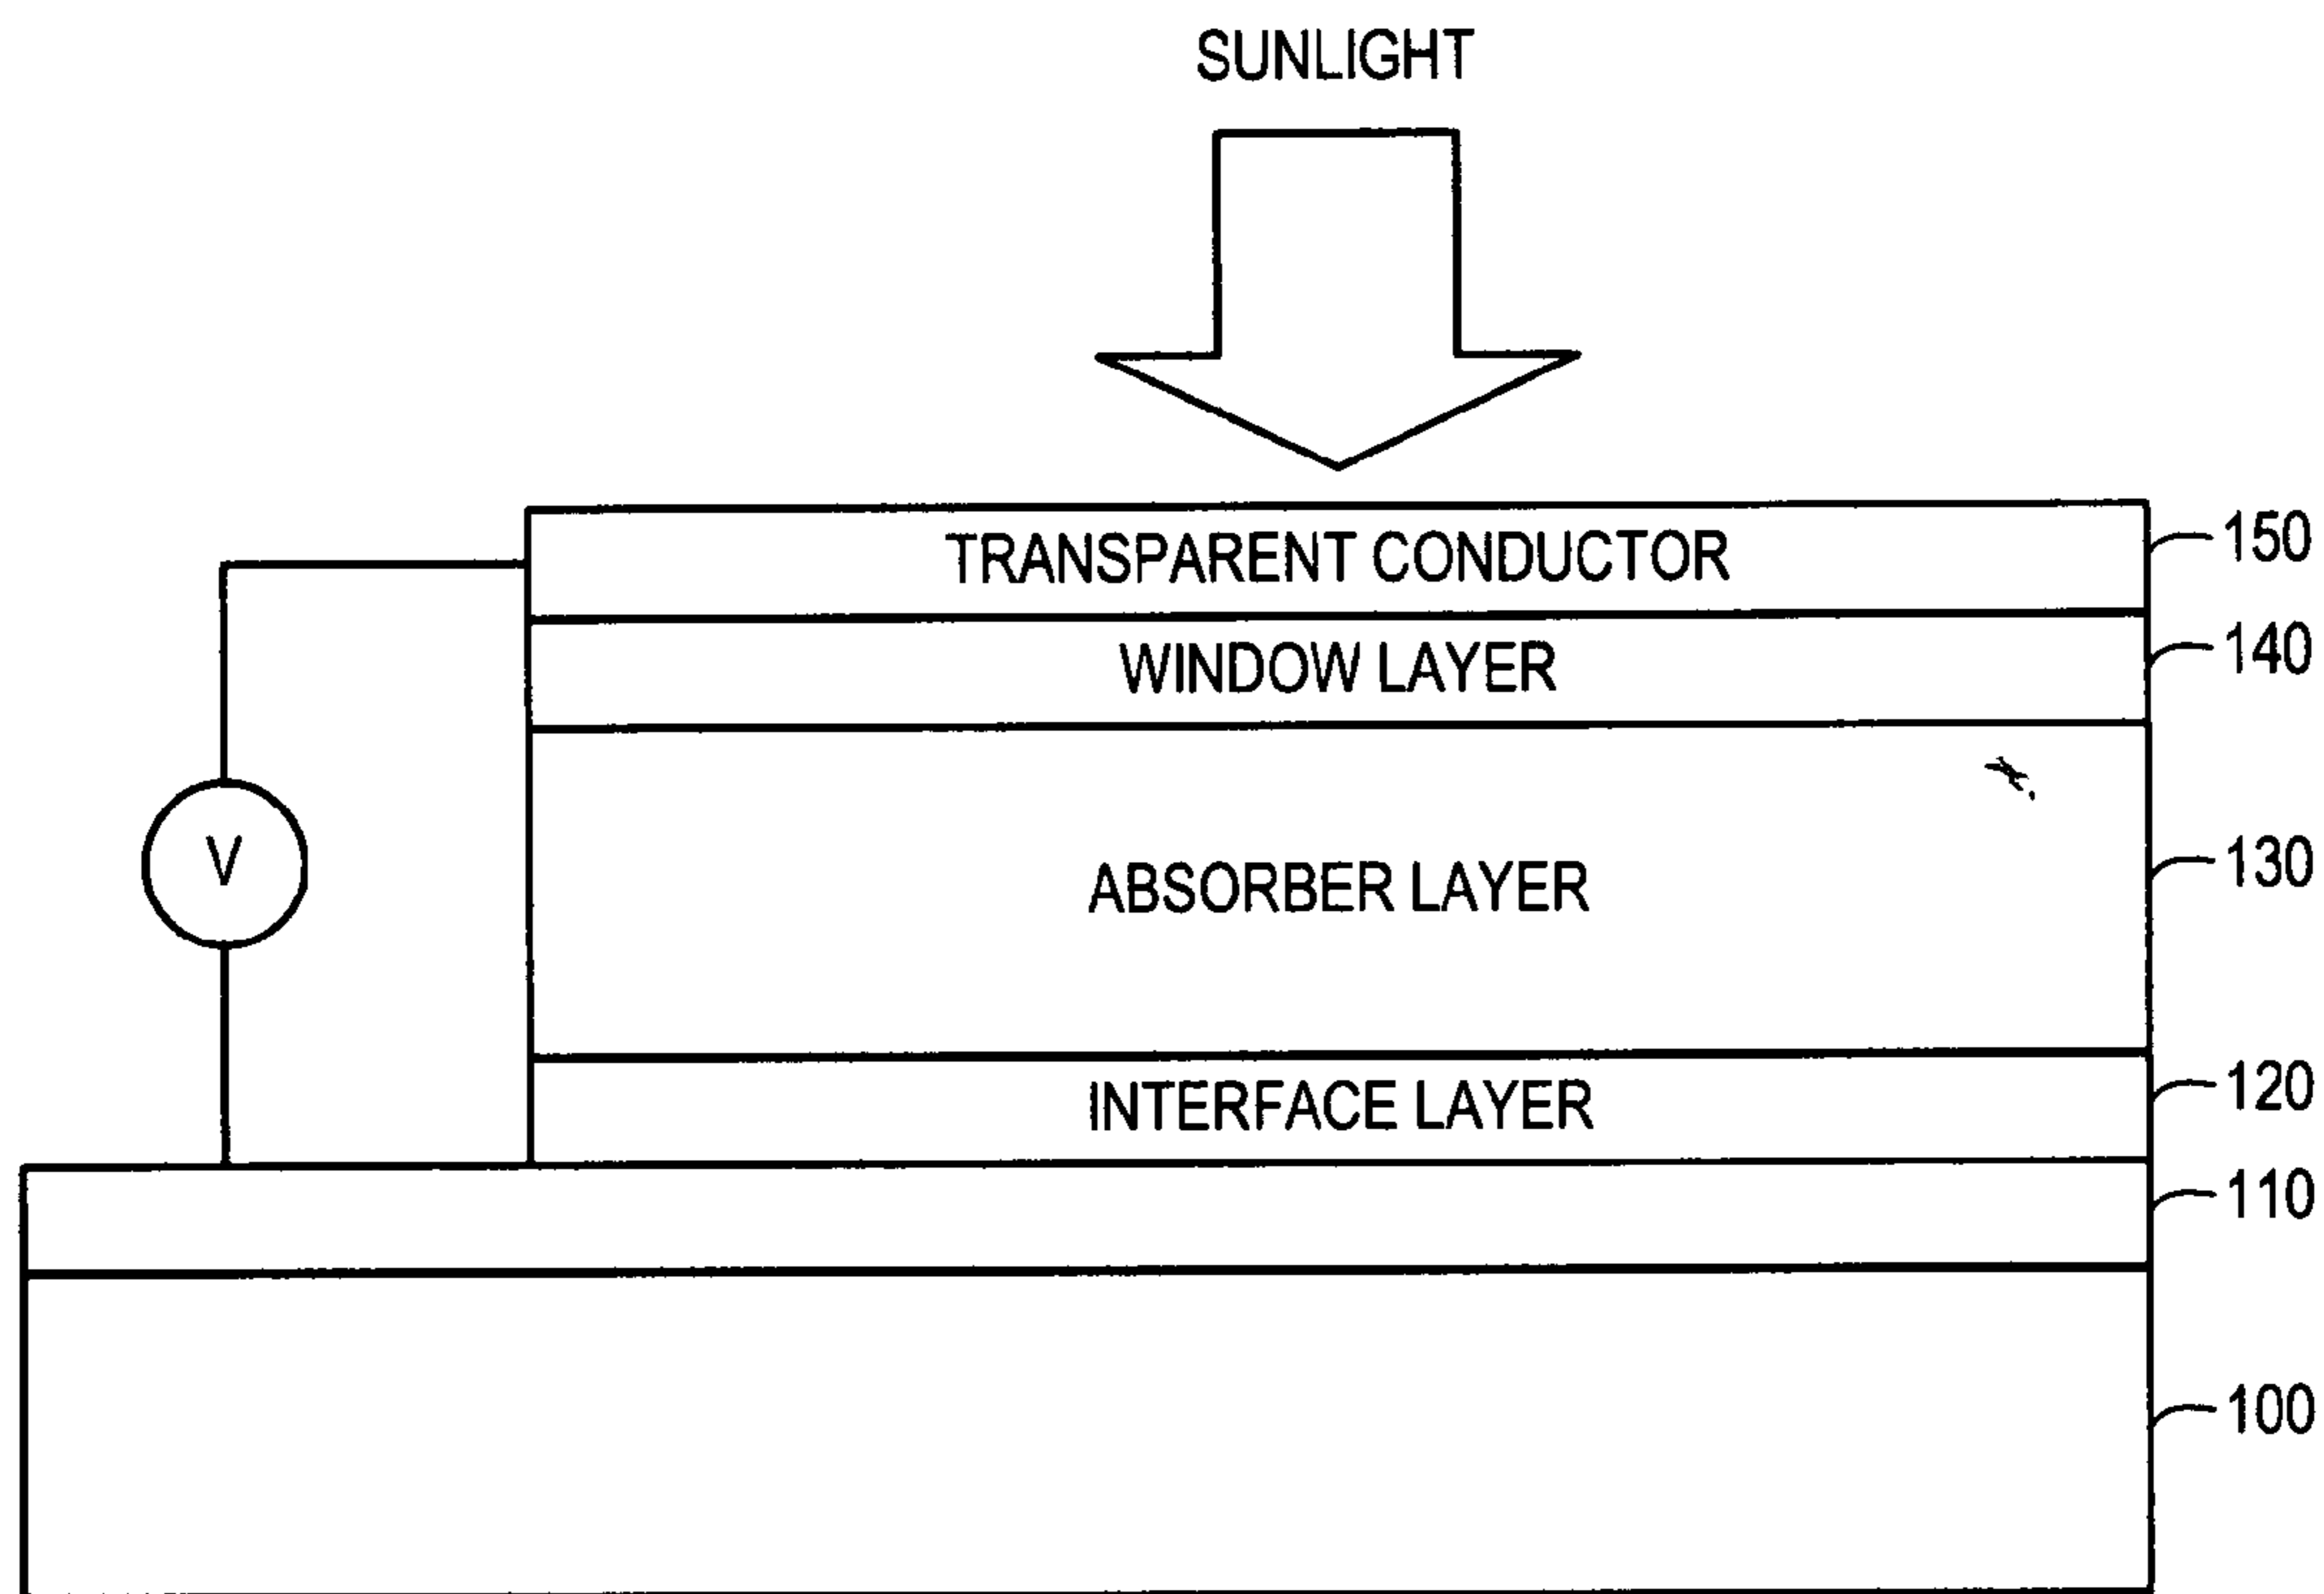 SUNLIGHT
TRANSPARENT CONDUCTOR
150
WINDOW LAYER
140
V
ABSORBER LAYER
130
INTERFACE LAYER
120
110
100